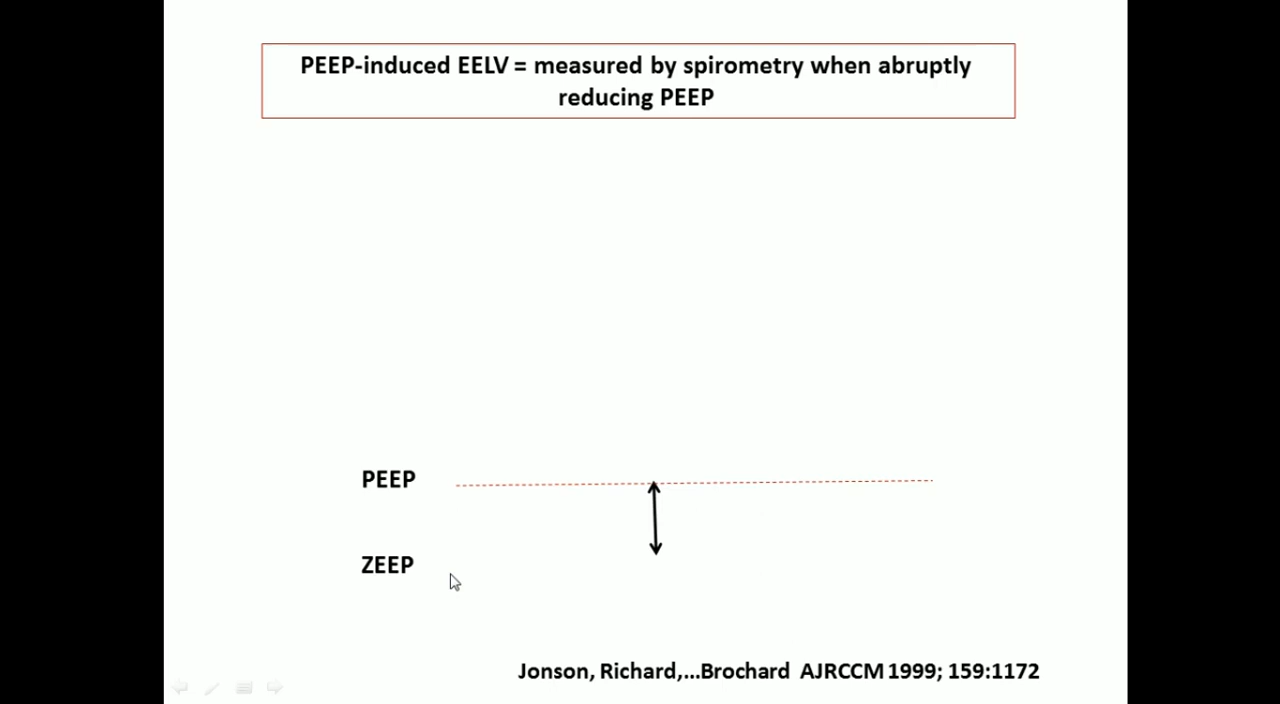 PEEP-induced EELV = measured by spirometry when abruptly
reducing PEEP
PEEP
ZEEP
Jonson, Richard,...Brochard AJRCCM 1999; 159:1172